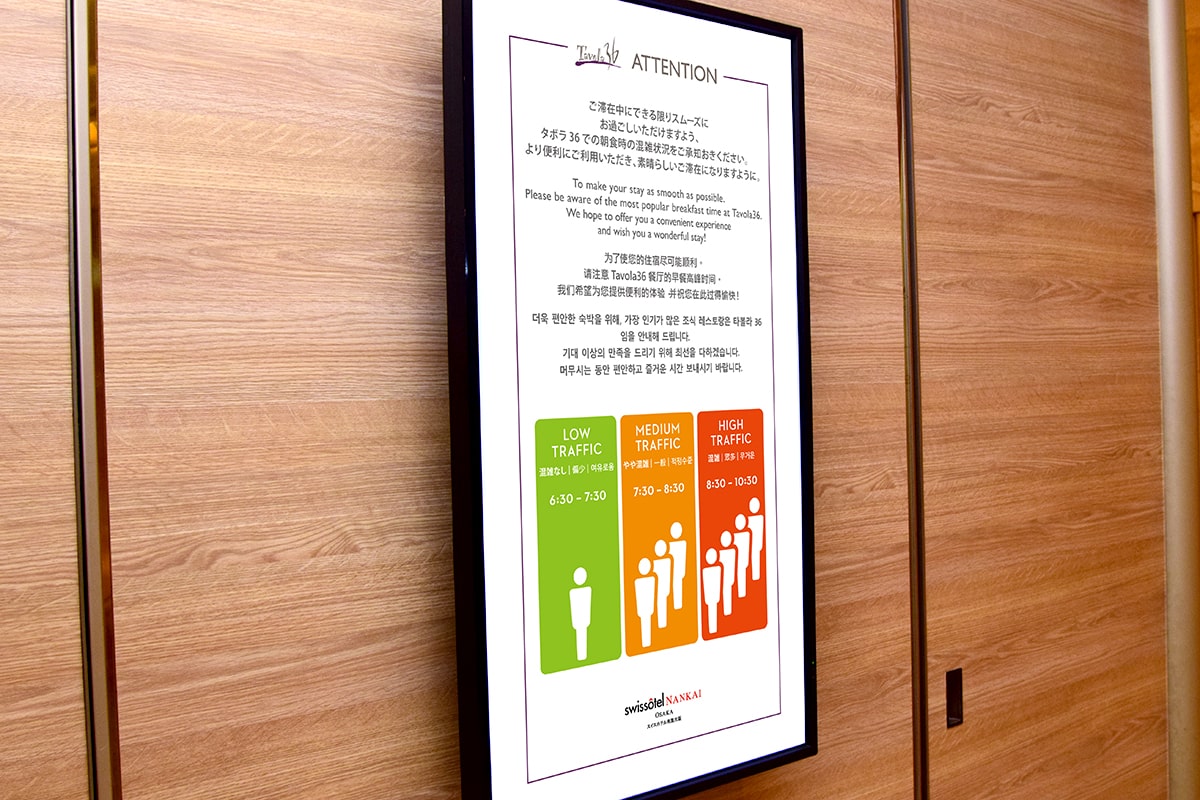 Tavola36 ATTENTION
ご滞在中にできる限りスムーズに
お過ごしいただけますよう、
タボラ 36 での朝食時の混雑状況をご承知おきください。
より便利にご利用いただき、素晴らしいご滞在になりますように。
To make your stay as smooth as possible.
Please be aware of the most popular breakfast time at Tavola36.
We hope to offer you a convenient experience
and wish you a wonderful stay!
为了使您的住宿尽可能顺利。
请注意 Tavola36 餐厅的早餐高峰时间。
我们希望为您提供便利的体验 并祝您在此过得愉快！
더욱 편안한 숙박을 위해, 가장 인기가 많은 조식 레스토랑은 타볼라 36
임을 안내해 드립니다.
기대 이상의 만족을 드리기 위해 최선을 다하겠습니다.
머무시는 동안 편안하고 즐거운 시간 보내시기 바랍니다.
LOW
TRAFFIC
混雑なし | 偏少 | 여유로움
6:30 – 7:30
MEDIUM
TRAFFIC
やや混雑 | 一般 | 적정수준
7:30 – 8:30
HIGH
TRAFFIC
混雑 | 眾多 | 무거운
8:30 – 10:30
swissôtel NANKAI
OSAKA
スイスホテル南海大阪